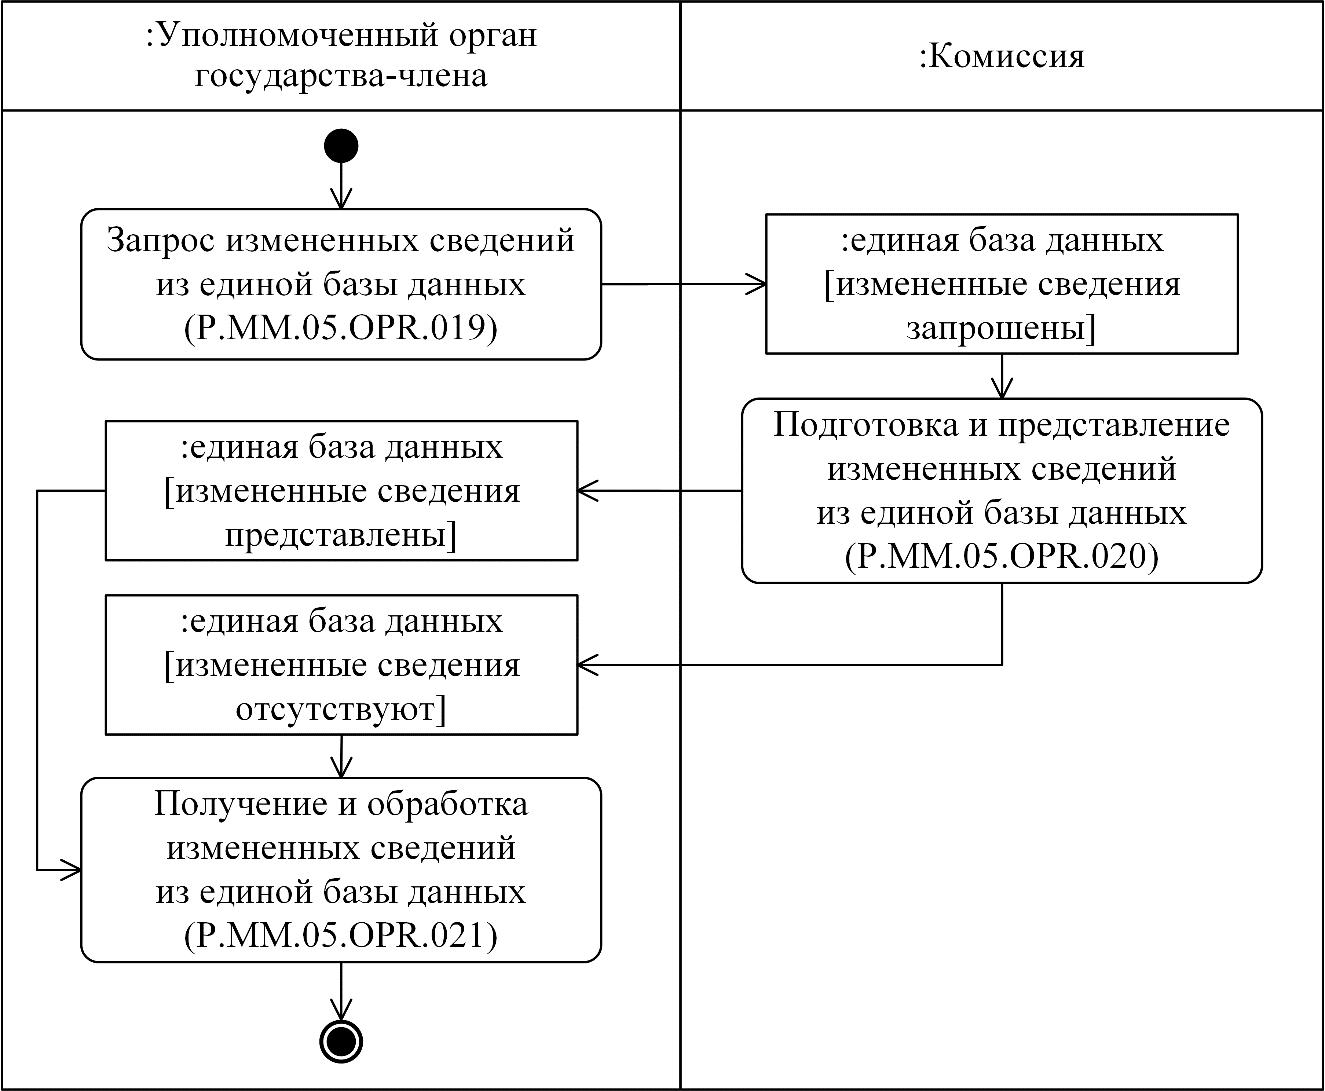 :Уполномоченный орган
государства-члена
:Комиссия
Запрос измененных сведений
из единой базы данных
(P.MM.05.OPR.019)
:единая база данных
[измененные сведения
запрошены]
Подготовка и представление
измененных сведений
из единой базы данных
(P.MM.05.OPR.020)
:единая база данных
[измененные сведения
представлены]
:единая база данных
[измененные сведения
отсутствуют]
Получение и обработка
измененных сведений
из единой базы данных
(P.MM.05.OPR.021)